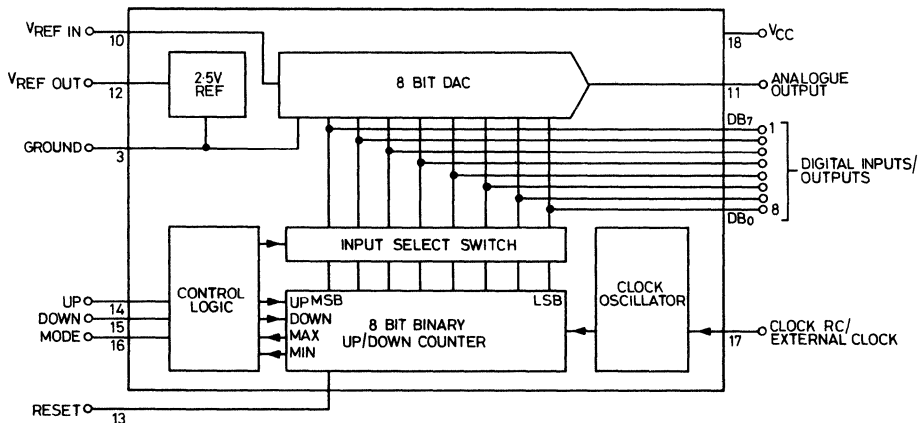 VREF IN
10
VREF OUT
12
2·5V
REF
8 BIT DAC
18
VCC
11
ANALOGUE
OUTPUT
GROUND
3
DB7
1
DIGITAL INPUTS/
OUTPUTS
8
DB0
INPUT SELECT SWITCH
CONTROL
LOGIC
UP
14
DOWN
15
MODE
16
UP
MSB
LSB
DOWN
MAX
MIN
8 BIT BINARY
UP/DOWN COUNTER
CLOCK
OSCILLATOR
17
CLOCK RC/
EXTERNAL CLOCK
RESET
13